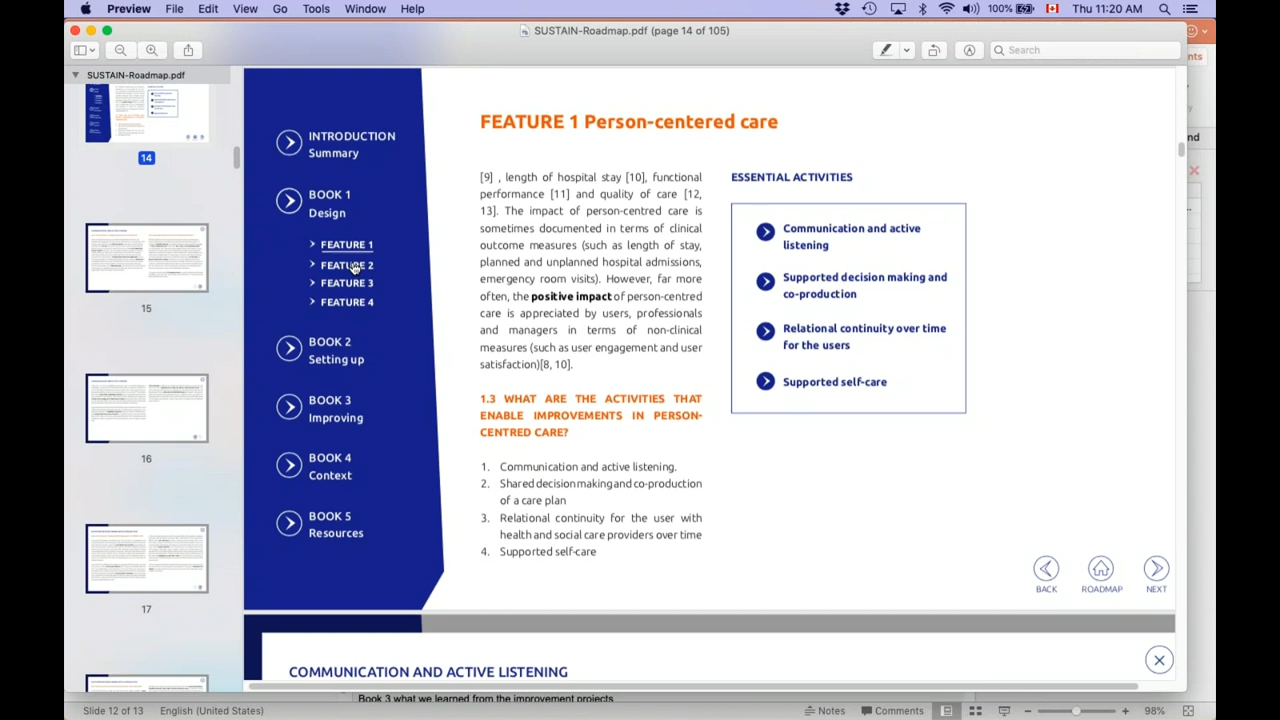 Preview File Edit View Go Tools Window Help
100% Thu 11:20 AM
SUSTAIN-Roadmap.pdf (page 14 of 105)
Search
SUSTAIN-Roadmap.pdf
14
15
16
17
INTRODUCTION
Summary
BOOK 1
Design
FEATURE 1
FEATURE 2
FEATURE 3
FEATURE 4
BOOK 2
Setting up
BOOK 3
Improving
BOOK 4
Context
BOOK 5
Resources
FEATURE 1 Person-centered care
[9] , length of hospital stay [10], functional
performance [11] and quality of care [12,
13]. The impact of person-centred care is
sometimes documented in terms of clinical
outcome measures (such as length of stay,
planned and unplanned hospital admissions,
emergency room visits). However, far more
often, the positive impact of person-centred
care is appreciated by users, professionals
and managers in terms of non-clinical
measures (such as user engagement and user
satisfaction)[8, 10].
1.3 WHAT ARE THE ACTIVITIES THAT
ENABLE IMPROVEMENTS IN PERSON-
CENTRED CARE?
1. Communication and active listening.
2. Shared decision making and co-production
of a care plan
3. Relational continuity for the user with
health and social care providers over time
4. Supported self-care
ESSENTIAL ACTIVITIES
Communication and active
listening
Supported decision making and
co-production
Relational continuity over time
for the users
Supported self-care
BACK ROADMAP NEXT
COMMUNICATION AND ACTIVE LISTENING
nts
nd
Book 3 what we learned from the improvement projects
Slide 12 of 13 English (United States) Notes Comments 98%